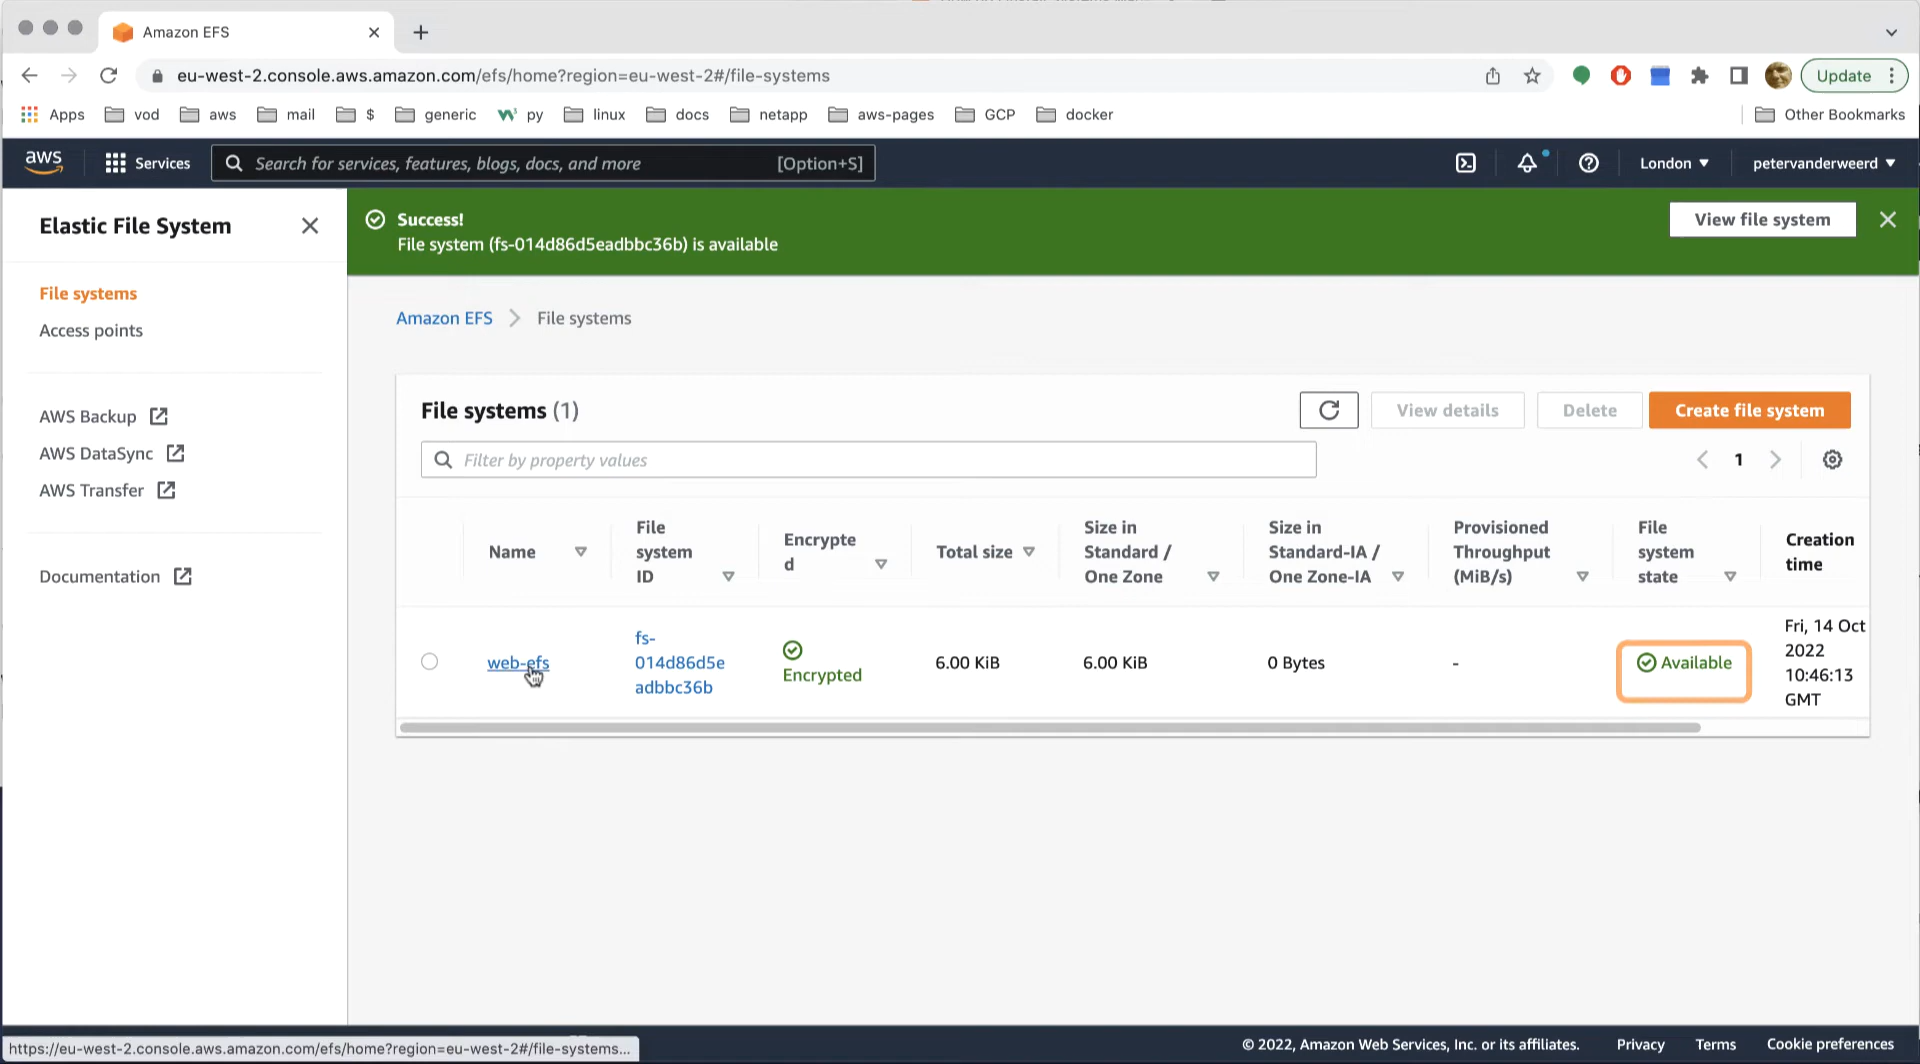 Amazon EFS
eu-west-2.console.aws.amazon.com/efs/home?region=eu-west-2#/file-systems
Update
Apps vod aws mail $ generic py linux docs netapp aws-pages GCP docker Other Bookmarks
aws Services Search for services, features, blogs, docs, and more [Option+S] London petervanderweerd
Elastic File System
File systems
Access points
AWS Backup
AWS DataSync
AWS Transfer
Documentation
Success!
File system (fs-014d86d5eadbbc36b) is available
View file system
Amazon EFS File systems
File systems (1)
View details
Delete
Create file system
Filter by property values
1
Name
File
system
ID
Encrypte
d
Total size
Size in
Standard /
One Zone
Size in
Standard-IA /
One Zone-IA
Provisioned
Throughput
(MiB/s)
File
system
state
Creation
time
web-efs
fs-
014d86d5e
adbbc36b
Encrypted
6.00 KiB
6.00 KiB
0 Bytes
-
Available
Fri, 14 Oct
2022
10:46:13
GMT
https://eu-west-2.console.aws.amazon.com/efs/home?region=eu-west-2#/file-systems...
© 2022, Amazon Web Services, Inc. or its affiliates. Privacy Terms Cookie preferences